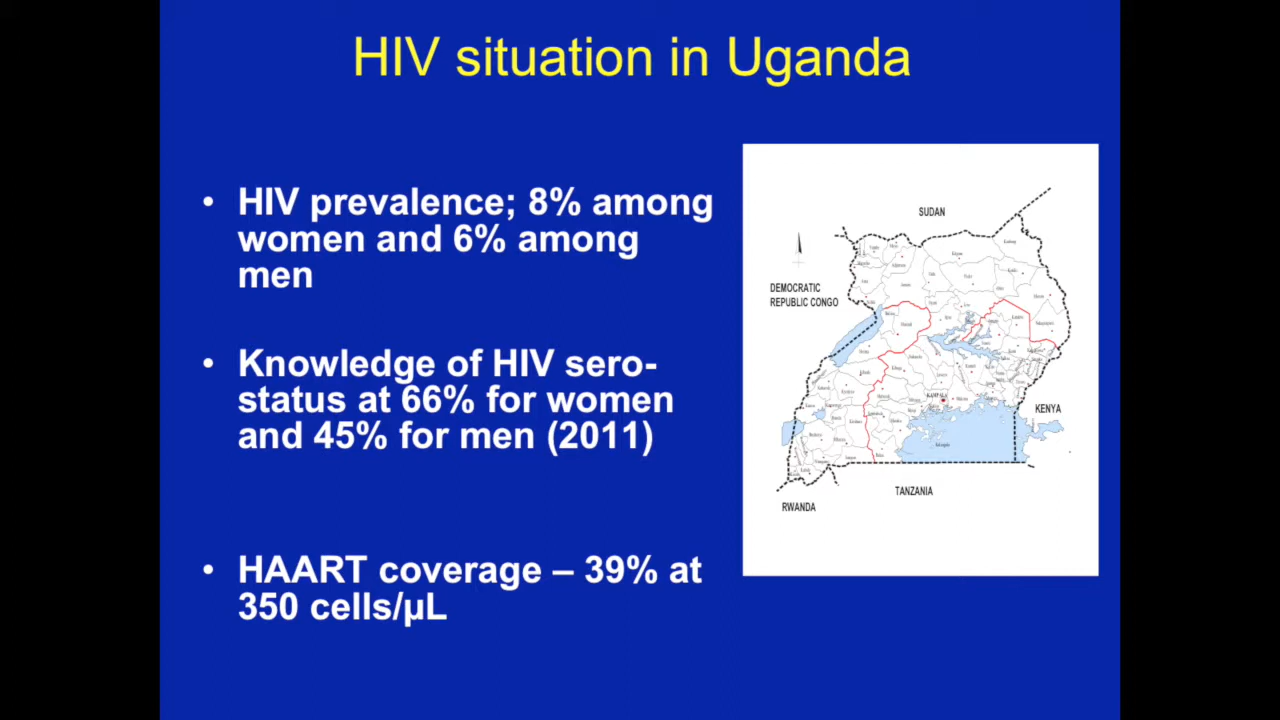 HIV situation in Uganda
• HIV prevalence; 8% among
women and 6% among
men
• Knowledge of HIV sero-
status at 66% for women
and 45% for men (2011)
• HAART coverage – 39% at
350 cells/µL
SUDAN
DEMOCRATIC
REPUBLIC CONGO
KAMPALA
KENYA
TANZANIA
RWANDA